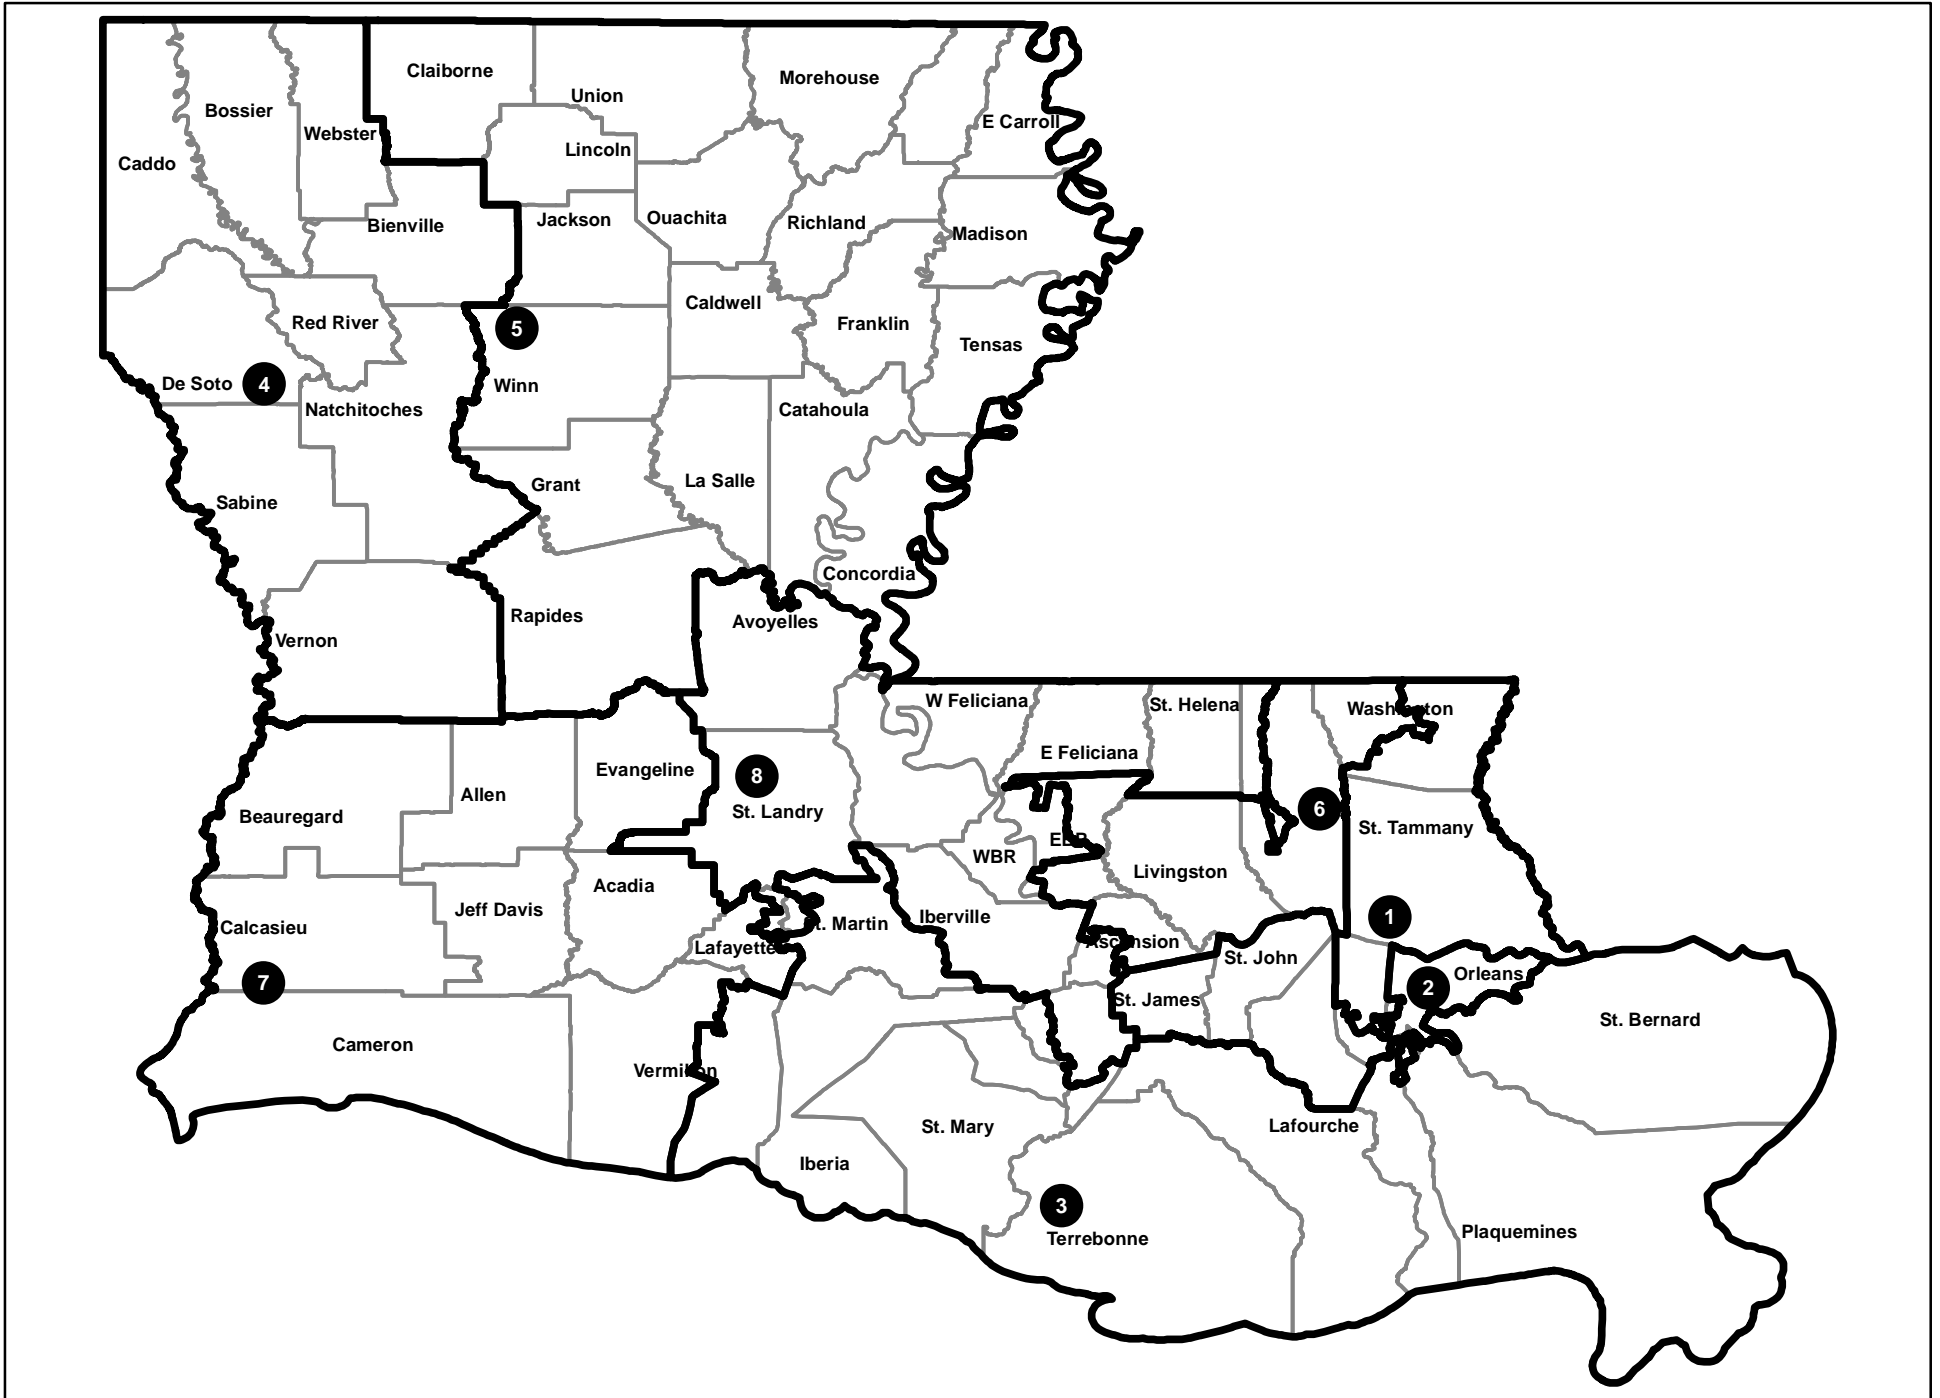 Claiborne
Morehouse
Union
Bossier
Webster
E Carroll
Lincoln
Caddo
Jackson
Ouachita
Richland
Bienville
Madison
Caldwell
Red River
5
Franklin
Tensas
De Soto
4
Winn
Natchitoches
Catahoula
La Salle
Grant
Sabine
Concordia
Rapides
Avoyelles
Vernon
W Feliciana
St. Helena
Washington
E Feliciana
Evangeline
8
Allen
St. Landry
6
Beauregard
St. Tammany
EBR
WBR
Livingston
Acadia
Jeff Davis
1
Iberville
St. Martin
Calcasieu
Lafayette
Ascension
St. John
Orleans
7
2
St. James
St. Bernard
Cameron
Vermilion
St. Mary
Lafourche
Iberia
3
Terrebonne
Plaquemines